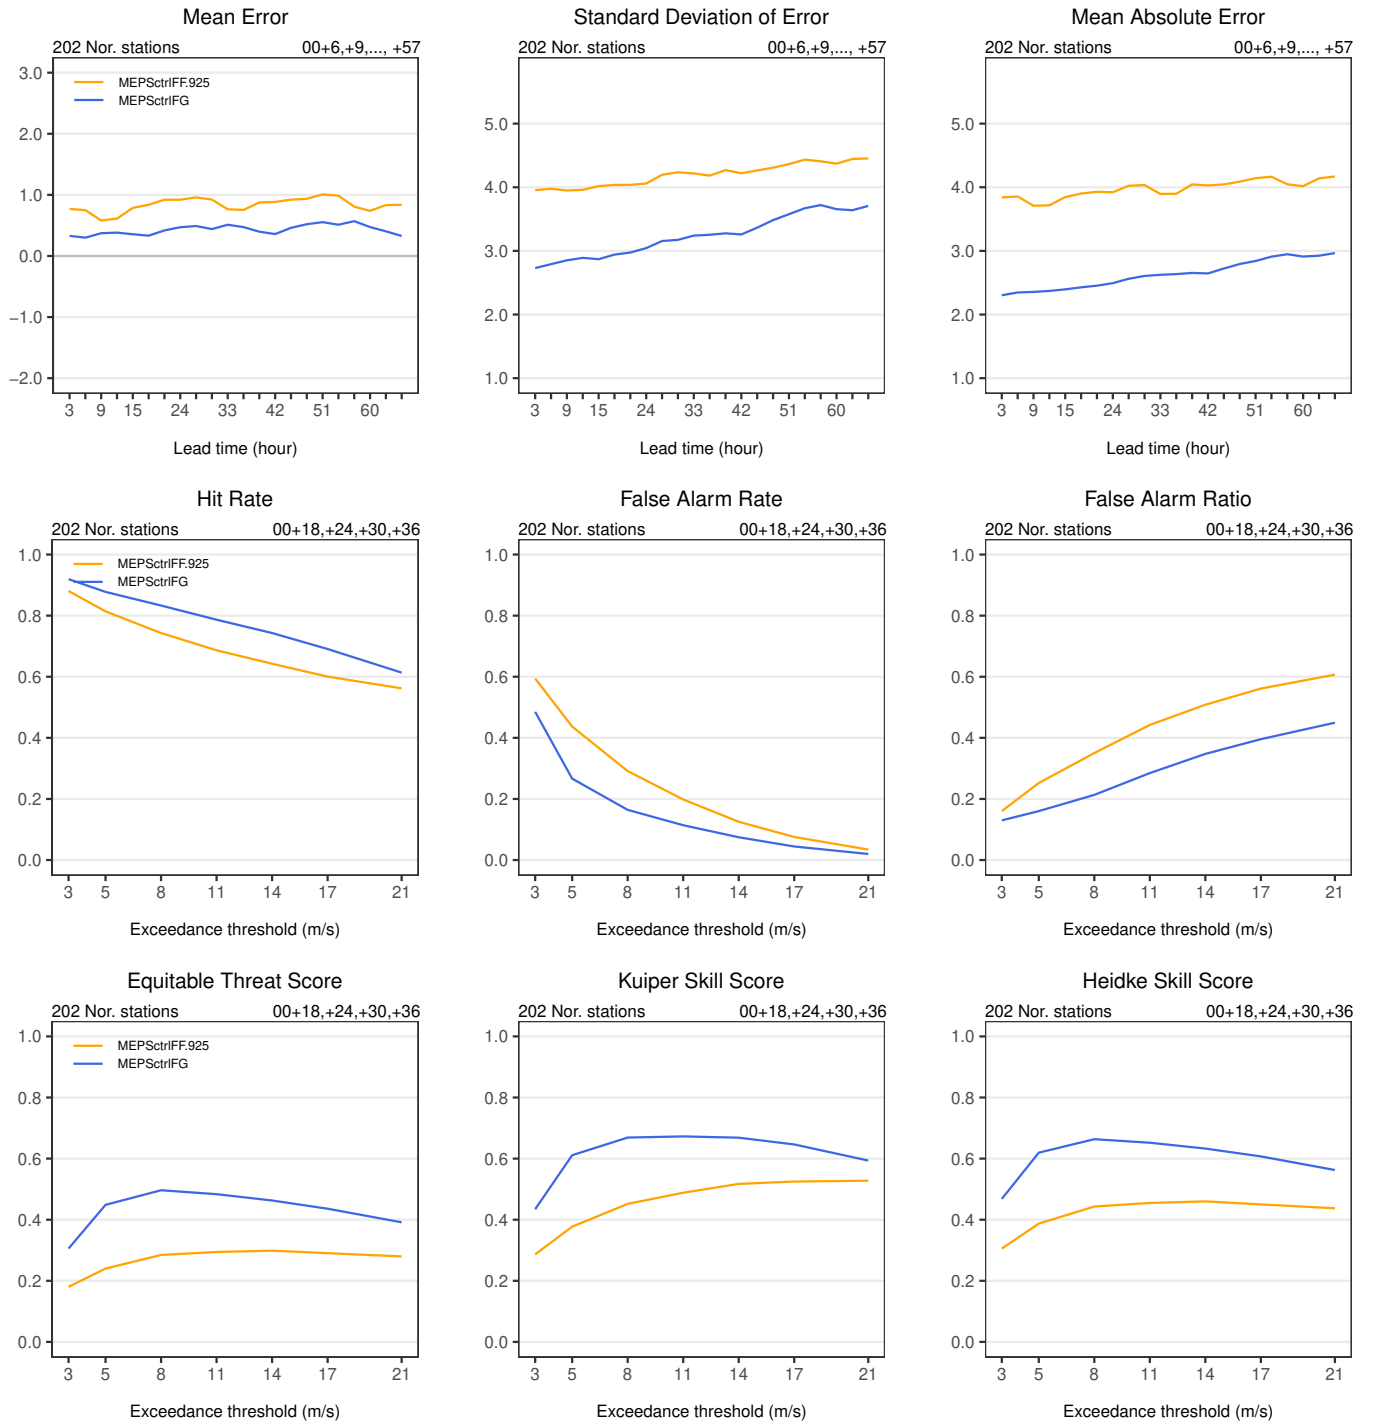 Mean Error
202 Nor. stations 00+6,+9,..., +57
3.0
2.0
1.0
0.0
−1.0
−2.0
MEPSctrlFF.925
MEPSctrlFG
3 9 15 24 33 42 51 60
Lead time (hour)
Standard Deviation of Error
202 Nor. stations 00+6,+9,..., +57
5.0
4.0
3.0
2.0
1.0
3 9 15 24 33 42 51 60
Lead time (hour)
Mean Absolute Error
202 Nor. stations 00+6,+9,..., +57
5.0
4.0
3.0
2.0
1.0
3 9 15 24 33 42 51 60
Lead time (hour)
Hit Rate
202 Nor. stations 00+18,+24,+30,+36
1.0
0.8
0.6
0.4
0.2
0.0
MEPSctrlFF.925
MEPSctrlFG
3 5 8 11 14 17 21
Exceedance threshold (m/s)
False Alarm Rate
202 Nor. stations 00+18,+24,+30,+36
1.0
0.8
0.6
0.4
0.2
0.0
3 5 8 11 14 17 21
Exceedance threshold (m/s)
False Alarm Ratio
202 Nor. stations 00+18,+24,+30,+36
1.0
0.8
0.6
0.4
0.2
0.0
3 5 8 11 14 17 21
Exceedance threshold (m/s)
Equitable Threat Score
202 Nor. stations 00+18,+24,+30,+36
1.0
0.8
0.6
0.4
0.2
0.0
MEPSctrlFF.925
MEPSctrlFG
3 5 8 11 14 17 21
Exceedance threshold (m/s)
Kuiper Skill Score
202 Nor. stations 00+18,+24,+30,+36
1.0
0.8
0.6
0.4
0.2
0.0
3 5 8 11 14 17 21
Exceedance threshold (m/s)
Heidke Skill Score
202 Nor. stations 00+18,+24,+30,+36
1.0
0.8
0.6
0.4
0.2
0.0
3 5 8 11 14 17 21
Exceedance threshold (m/s)